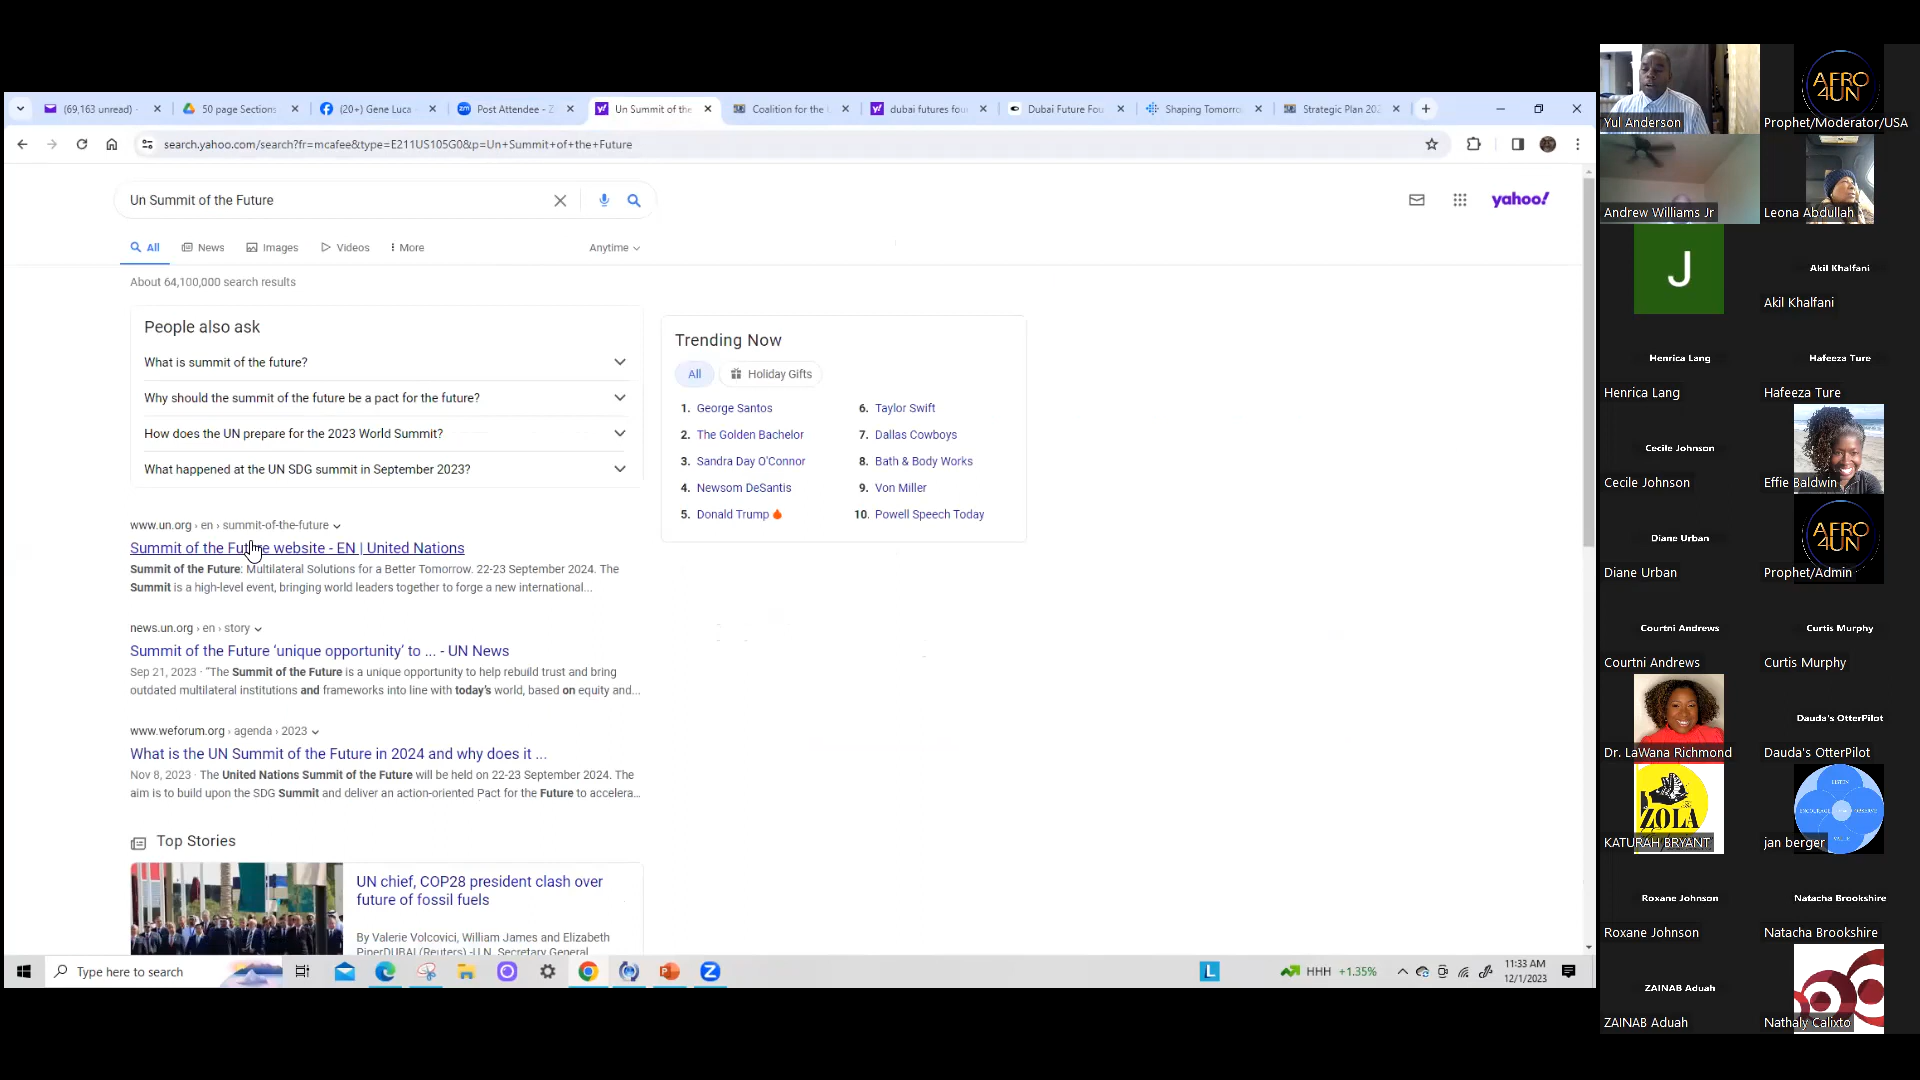 (69,163 unread) -
50 page Sections
(20+) Gene Luca
Post Attendee - Z
Un Summit of the
Coalition for the
dubai futures fou
Dubai Future Fou
Shaping Tomorro
Strategic Plan 202
search.yahoo.com/search?fr=mcafee&type=E211US105G0&p=Un+Summit+of+the+Future
Un Summit of the Future
yahoo!
All
News
Images
Videos
More
Anytime
About 64,100,000 search results
People also ask
What is summit of the future?
Why should the summit of the future be a pact for the future?
How does the UN prepare for the 2023 World Summit?
What happened at the UN SDG summit in September 2023?
Trending Now
All
Holiday Gifts
1. George Santos
2. The Golden Bachelor
3. Sandra Day O'Connor
4. Newsom DeSantis
5. Donald Trump
6. Taylor Swift
7. Dallas Cowboys
8. Bath & Body Works
9. Von Miller
10. Powell Speech Today
www.un.org › en › summit-of-the-future
Summit of the Future website - EN | United Nations
Summit of the Future: Multilateral Solutions for a Better Tomorrow. 22-23 September 2024. The
Summit is a high-level event, bringing world leaders together to forge a new international...
news.un.org › en › story
Summit of the Future ‘unique opportunity’ to ... - UN News
Sep 21, 2023 · “The Summit of the Future is a unique opportunity to help rebuild trust and bring
outdated multilateral institutions and frameworks into line with today’s world, based on equity and...
www.weforum.org › agenda › 2023
What is the UN Summit of the Future in 2024 and why does it ...
Nov 8, 2023 · The United Nations Summit of the Future will be held on 22-23 September 2024. The
aim is to build upon the SDG Summit and deliver an action-oriented Pact for the Future to accelera...
Top Stories
UN chief, COP28 president clash over
future of fossil fuels
By Valerie Volcovici, William James and Elizabeth
PiperDUBAI (Reuters) -U.N. Secretary General
Type here to search
HHH +1.35%
11:33 AM
12/1/2023
Yul Anderson
AFRO
4UN
Prophet/Moderator/USA
Andrew Williams Jr
Leona Abdullah
J
Akil Khalfani
Akil Khalfani
Henrica Lang
Henrica Lang
Hafeeza Ture
Hafeeza Ture
Cecile Johnson
Cecile Johnson
Effie Baldwin
Diane Urban
Diane Urban
AFRO
4UN
Prophet/Admin
Courtni Andrews
Courtni Andrews
Curtis Murphy
Curtis Murphy
Dr. LaWana Richmond
Dauda's OtterPilot
Dauda's OtterPilot
ZOLA
KATURAH BRYANT
LISTEN
ENCOURAGE
OBSERVE
VALUE
jan berger
Roxane Johnson
Roxane Johnson
Natacha Brookshire
Natacha Brookshire
ZAINAB Aduah
ZAINAB Aduah
Nathaly Calixto